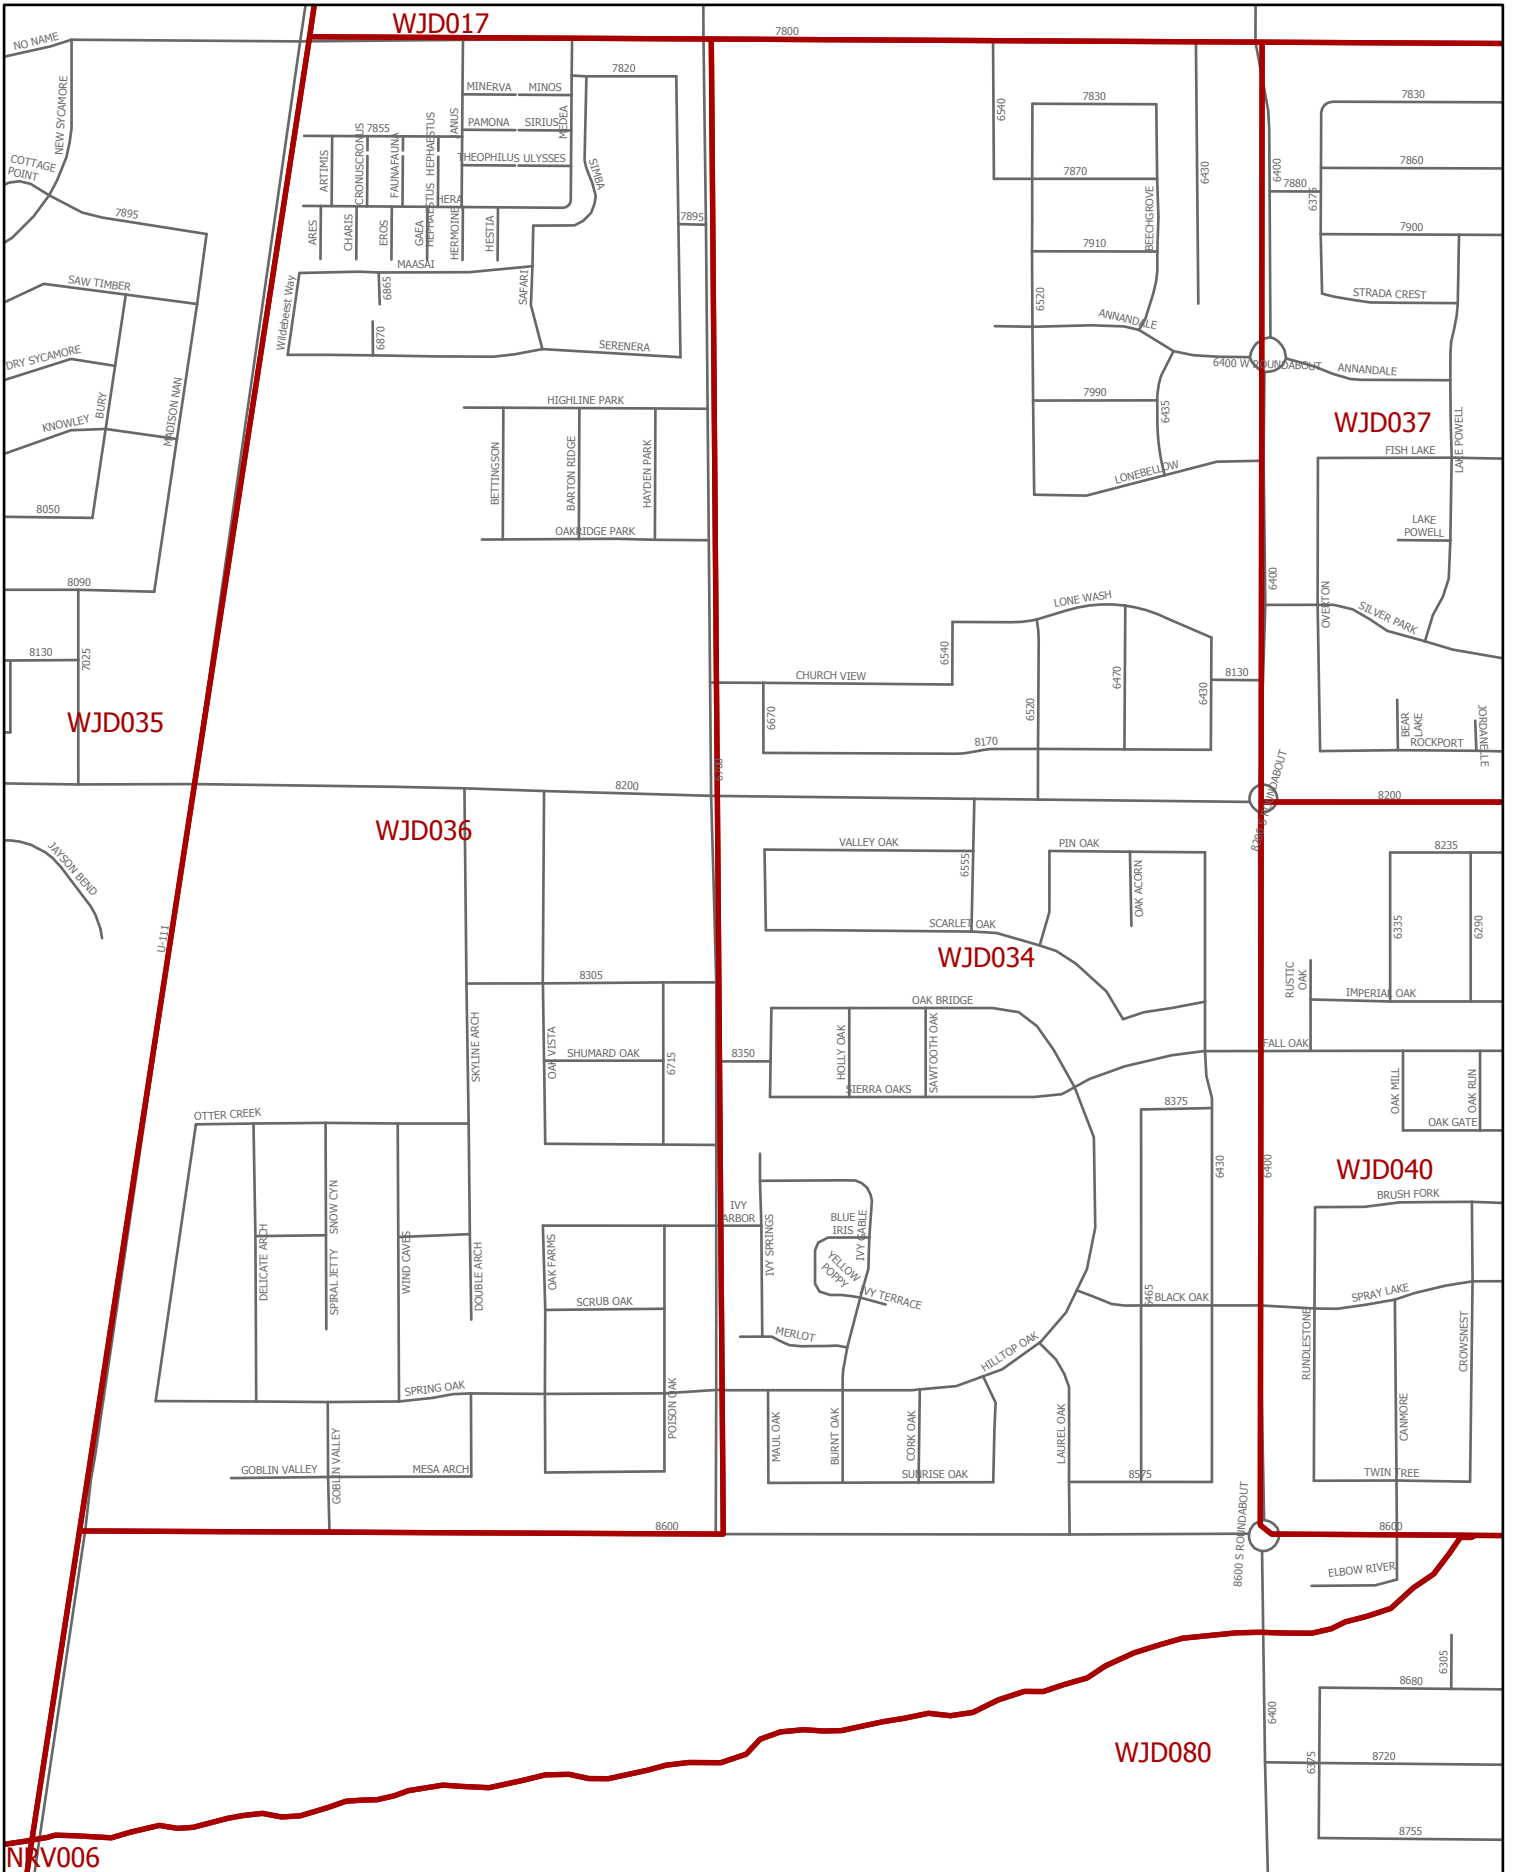 WJD017
7800
NO NAME
7820
NEW SYCAMORE
MINERVA
MINOS
6540
7830
7830
JANUS
PAMONA
SIRIUS
MEDEA
7855
HEPHAESTUS
CRONUS
CRONUS
FAUNA
FAUNA
ARTIMIS
THEOPHILUS
ULYSSES
SIMBA
COTTAGE
POINT
7870
6430
6400
7860
7880
6375
HERA
7895
7895
ARES
CHARIS
EROS
GAEA
HEPHAESTUS
HERMOINE
HESTIA
BEECHGROVE
7910
7900
MAASAI
SAW TIMBER
6865
SAFARI
Wildebeest Way
6520
STRADA CREST
ANNANDALE
6870
SERENERA
DRY SYCAMORE
6400 W ROUNDABOUT
ANNANDALE
HIGHLINE PARK
7990
6435
BURY
MADISON NAN
KNOWLEY
WJD037
LAKE POWELL
FISH LAKE
BETTINGSON
BARTON RIDGE
HAYDEN PARK
LONEBELLOW
8050
OAKRIDGE PARK
LAKE
POWELL
8090
6400
OVERTON
LONE WASH
SILVER PARK
8130
7025
6540
CHURCH VIEW
6470
8130
6430
6670
6520
WJD035
BEAR
LAKE
JORDANELLE
ROCKPORT
8170
6700
8200
8200 S ROUNDABOUT
8200
WJD036
VALLEY OAK
6555
PIN OAK
8235
JAYSON BEND
OAK ACORN
SCARLET OAK
6335
6290
U-111
WJD034
8305
RUSTIC
OAK
IMPERIAL OAK
OAK BRIDGE
SKYLINE ARCH
OAK VISTA
SHUMARD OAK
6715
8350
HOLLY OAK
SAWTOOTH OAK
FALL OAK
SIERRA OAKS
OAK MILL
OAK RUN
OTTER CREEK
8375
OAK GATE
6430
6400
WJD040
SNOW CYN
IVY
ARBOR
BRUSH FORK
BLUE
IRIS
IVY GABLE
DELICATE ARCH
SPIRAL JETTY
WIND CAVES
DOUBLE ARCH
OAK FARMS
IVY SPRINGS
YELLOW
POPPY
IVY TERRACE
SCRUB OAK
6465
BLACK OAK
SPRAY LAKE
MERLOT
HILLTOP OAK
RUNDLESTONE
CROWSNEST
SPRING OAK
POISON OAK
MAUL OAK
BURNT OAK
CORK OAK
LAUREL OAK
CANMORE
GOBLIN VALLEY
MESA ARCH
GOBLIN VALLEY
SUNRISE OAK
8575
TWIN TREE
8600
8600 S ROUNDABOUT
8600
ELBOW RIVER
6305
8680
6400
WJD080
6375
8720
8755
NRV006